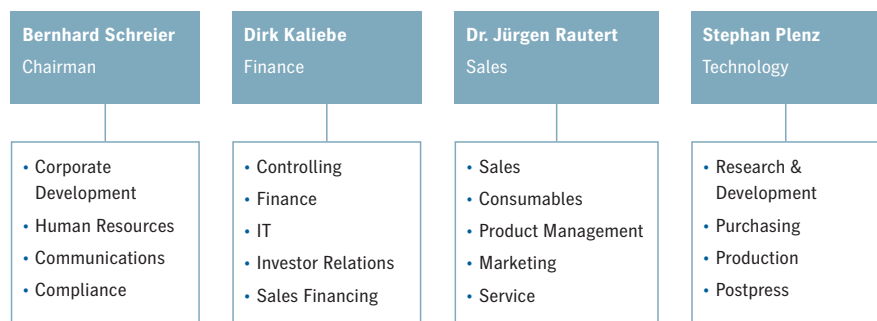 Bernhard Schreier
Chairman
• Corporate
Development
• Human Resources
• Communications
• Compliance
Dirk Kaliebe
Finance
• Controlling
• Finance
• IT
• Investor Relations
• Sales Financing
Dr. Jürgen Rautert
Sales
• Sales
• Consumables
• Product Management
• Marketing
• Service
Stephan Plenz
Technology
• Research &
Development
• Purchasing
• Production
• Postpress